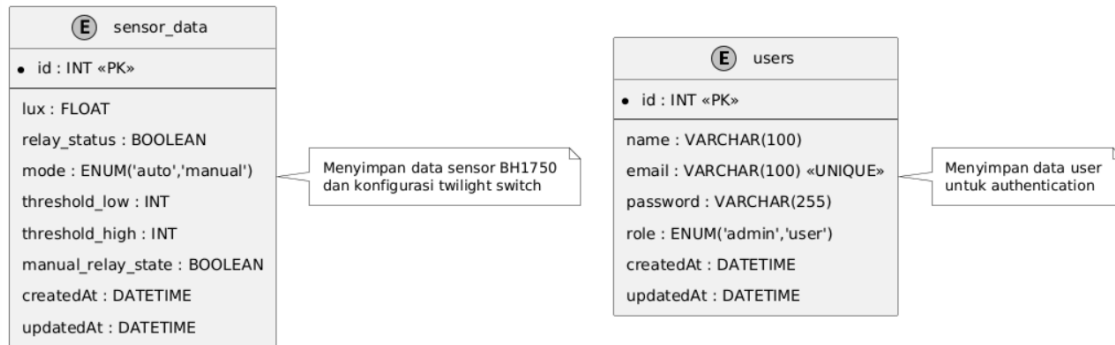 E sensor_data
• id : INT «PK»
lux : FLOAT
relay_status : BOOLEAN
mode : ENUM('auto','manual')
threshold_low : INT
threshold_high : INT
manual_relay_state : BOOLEAN
createdAt : DATETIME
updatedAt : DATETIME
Menyimpan data sensor BH1750
dan konfigurasi twilight switch
E users
• id : INT «PK»
name : VARCHAR(100)
email : VARCHAR(100) «UNIQUE»
password : VARCHAR(255)
role : ENUM('admin','user')
createdAt : DATETIME
updatedAt : DATETIME
Menyimpan data user
untuk authentication